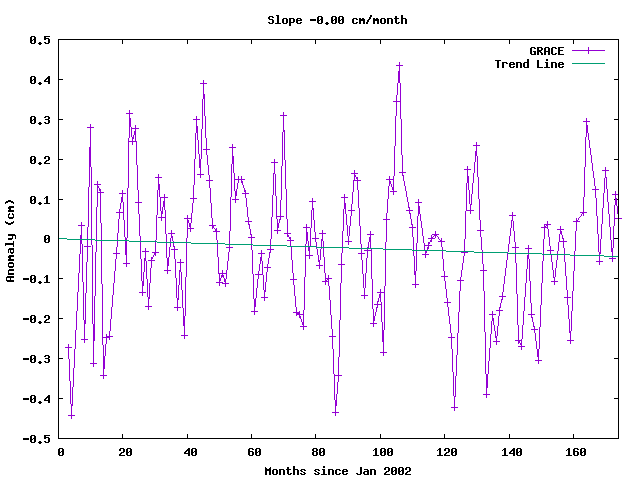 Slope -0.00 cm/month
GRACE
Trend Line
0.5
0.4
0.3
0.2
0.1
0
-0.1
-0.2
-0.3
-0.4
-0.5
Anomaly (cm)
0 20 40 60 80 100 120 140 160
Months since Jan 2002